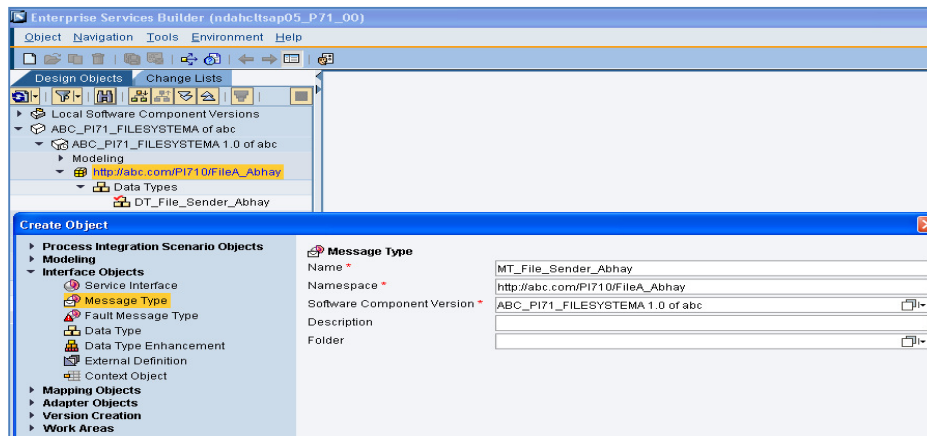 Enterprise Services Builder (ndahcltsap05_P71_00)
Object Navigation Tools Environment Help
Design Objects Change Lists
Local Software Component Versions
ABC_PI71_FILESYSTEMA of abc
ABC_PI71_FILESYSTEMA 1.0 of abc
Modeling
http://abc.com/PI710/FileA_Abhay
Data Types
DT_File_Sender_Abhay
Create Object
Process Integration Scenario Objects
Modeling
Interface Objects
Service Interface
Message Type
Fault Message Type
Data Type
Data Type Enhancement
External Definition
Context Object
Mapping Objects
Adapter Objects
Version Creation
Work Areas
Message Type
Name * MT_File_Sender_Abhay
Namespace * http://abc.com/PI710/FileA_Abhay
Software Component Version * ABC_PI71_FILESYSTEMA 1.0 of abc
Description
Folder